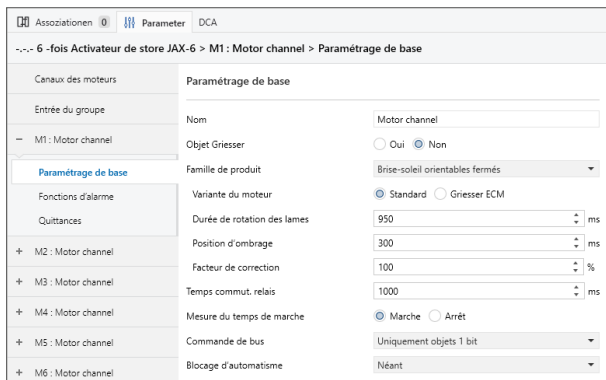 Assoziationen 0 Parameter DCA
-.-.- 6 -fois Activateur de store JAX-6 > M1 : Motor channel > Paramétrage de base
Canaux des moteurs
Entrée du groupe
− M1 : Motor channel
Paramétrage de base
Fonctions d'alarme
Quittances
+ M2 : Motor channel
+ M3 : Motor channel
+ M4 : Motor channel
+ M5 : Motor channel
+ M6 : Motor channel
Paramétrage de base
Nom Motor channel
Objet Griesser Oui Non
Famille de produit Brise-soleil orientables fermés
Variante du moteur Standard Griesser ECM
Durée de rotation des lames 950 ms
Position d'ombrage 300 ms
Facteur de correction 100 %
Temps commut. relais 1000 ms
Mesure du temps de marche Marche Arrêt
Commande de bus Uniquement objets 1 bit
Blocage d'automatisme Néant